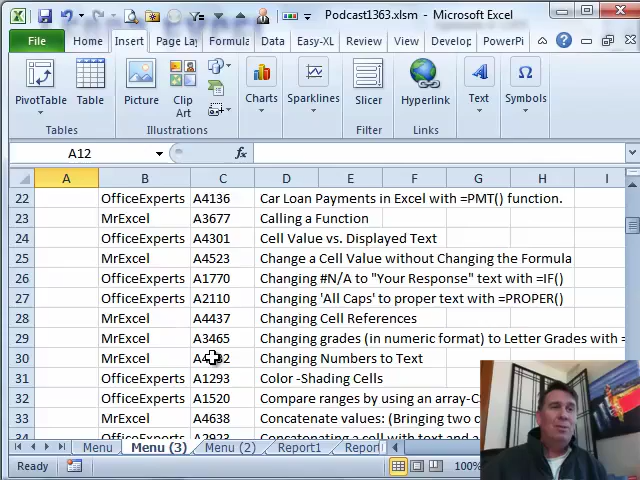 Podcast1363.xlsm - Microsoft Excel
File Home Insert Page Lay Formula Data Easy-XL Review View Develop PowerPi
PivotTable Table Picture Clip Art Charts Sparklines Slicer Hyperlink Text Symbols
Tables Illustrations Filter Links
A12 fx
A B C D E F G H I
22 OfficeExperts A4136 Car Loan Payments in Excel with =PMT() function.
23 MrExcel A3677 Calling a Function
24 OfficeExperts A4301 Cell Value vs. Displayed Text
25 MrExcel A4523 Change a Cell Value without Changing the Formula
26 OfficeExperts A1770 Changing #N/A to "Your Response" text with =IF()
27 OfficeExperts A2110 Changing 'All Caps' to proper text with =PROPER()
28 MrExcel A4437 Changing Cell References
29 MrExcel A3465 Changing grades (in numeric format) to Letter Grades with =
30 MrExcel Changing Numbers to Text
31 OfficeExperts A1293 Color -Shading Cells
32 OfficeExperts A1520 Compare ranges by using an array-C
33 MrExcel A4638 Concatenate values: (Bringing two
34 OfficeExperts A2923 Concatenating a cell with text and a
Menu Menu (3) Menu (2) Report1 Report
Ready 100%